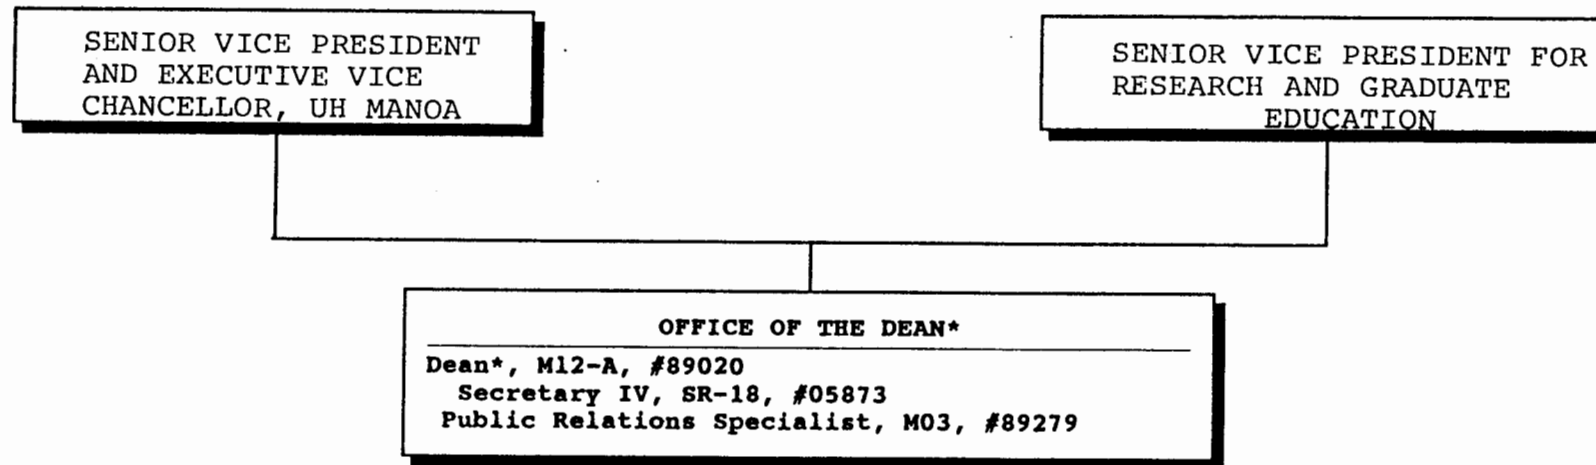 SENIOR VICE PRESIDENT
AND EXECUTIVE VICE
CHANCELLOR, UH MANOA
SENIOR VICE PRESIDENT FOR
RESEARCH AND GRADUATE
EDUCATION
OFFICE OF THE DEAN*
Dean*, M12-A, #89020
Secretary IV, SR-18, #05873
Public Relations Specialist, M03, #89279